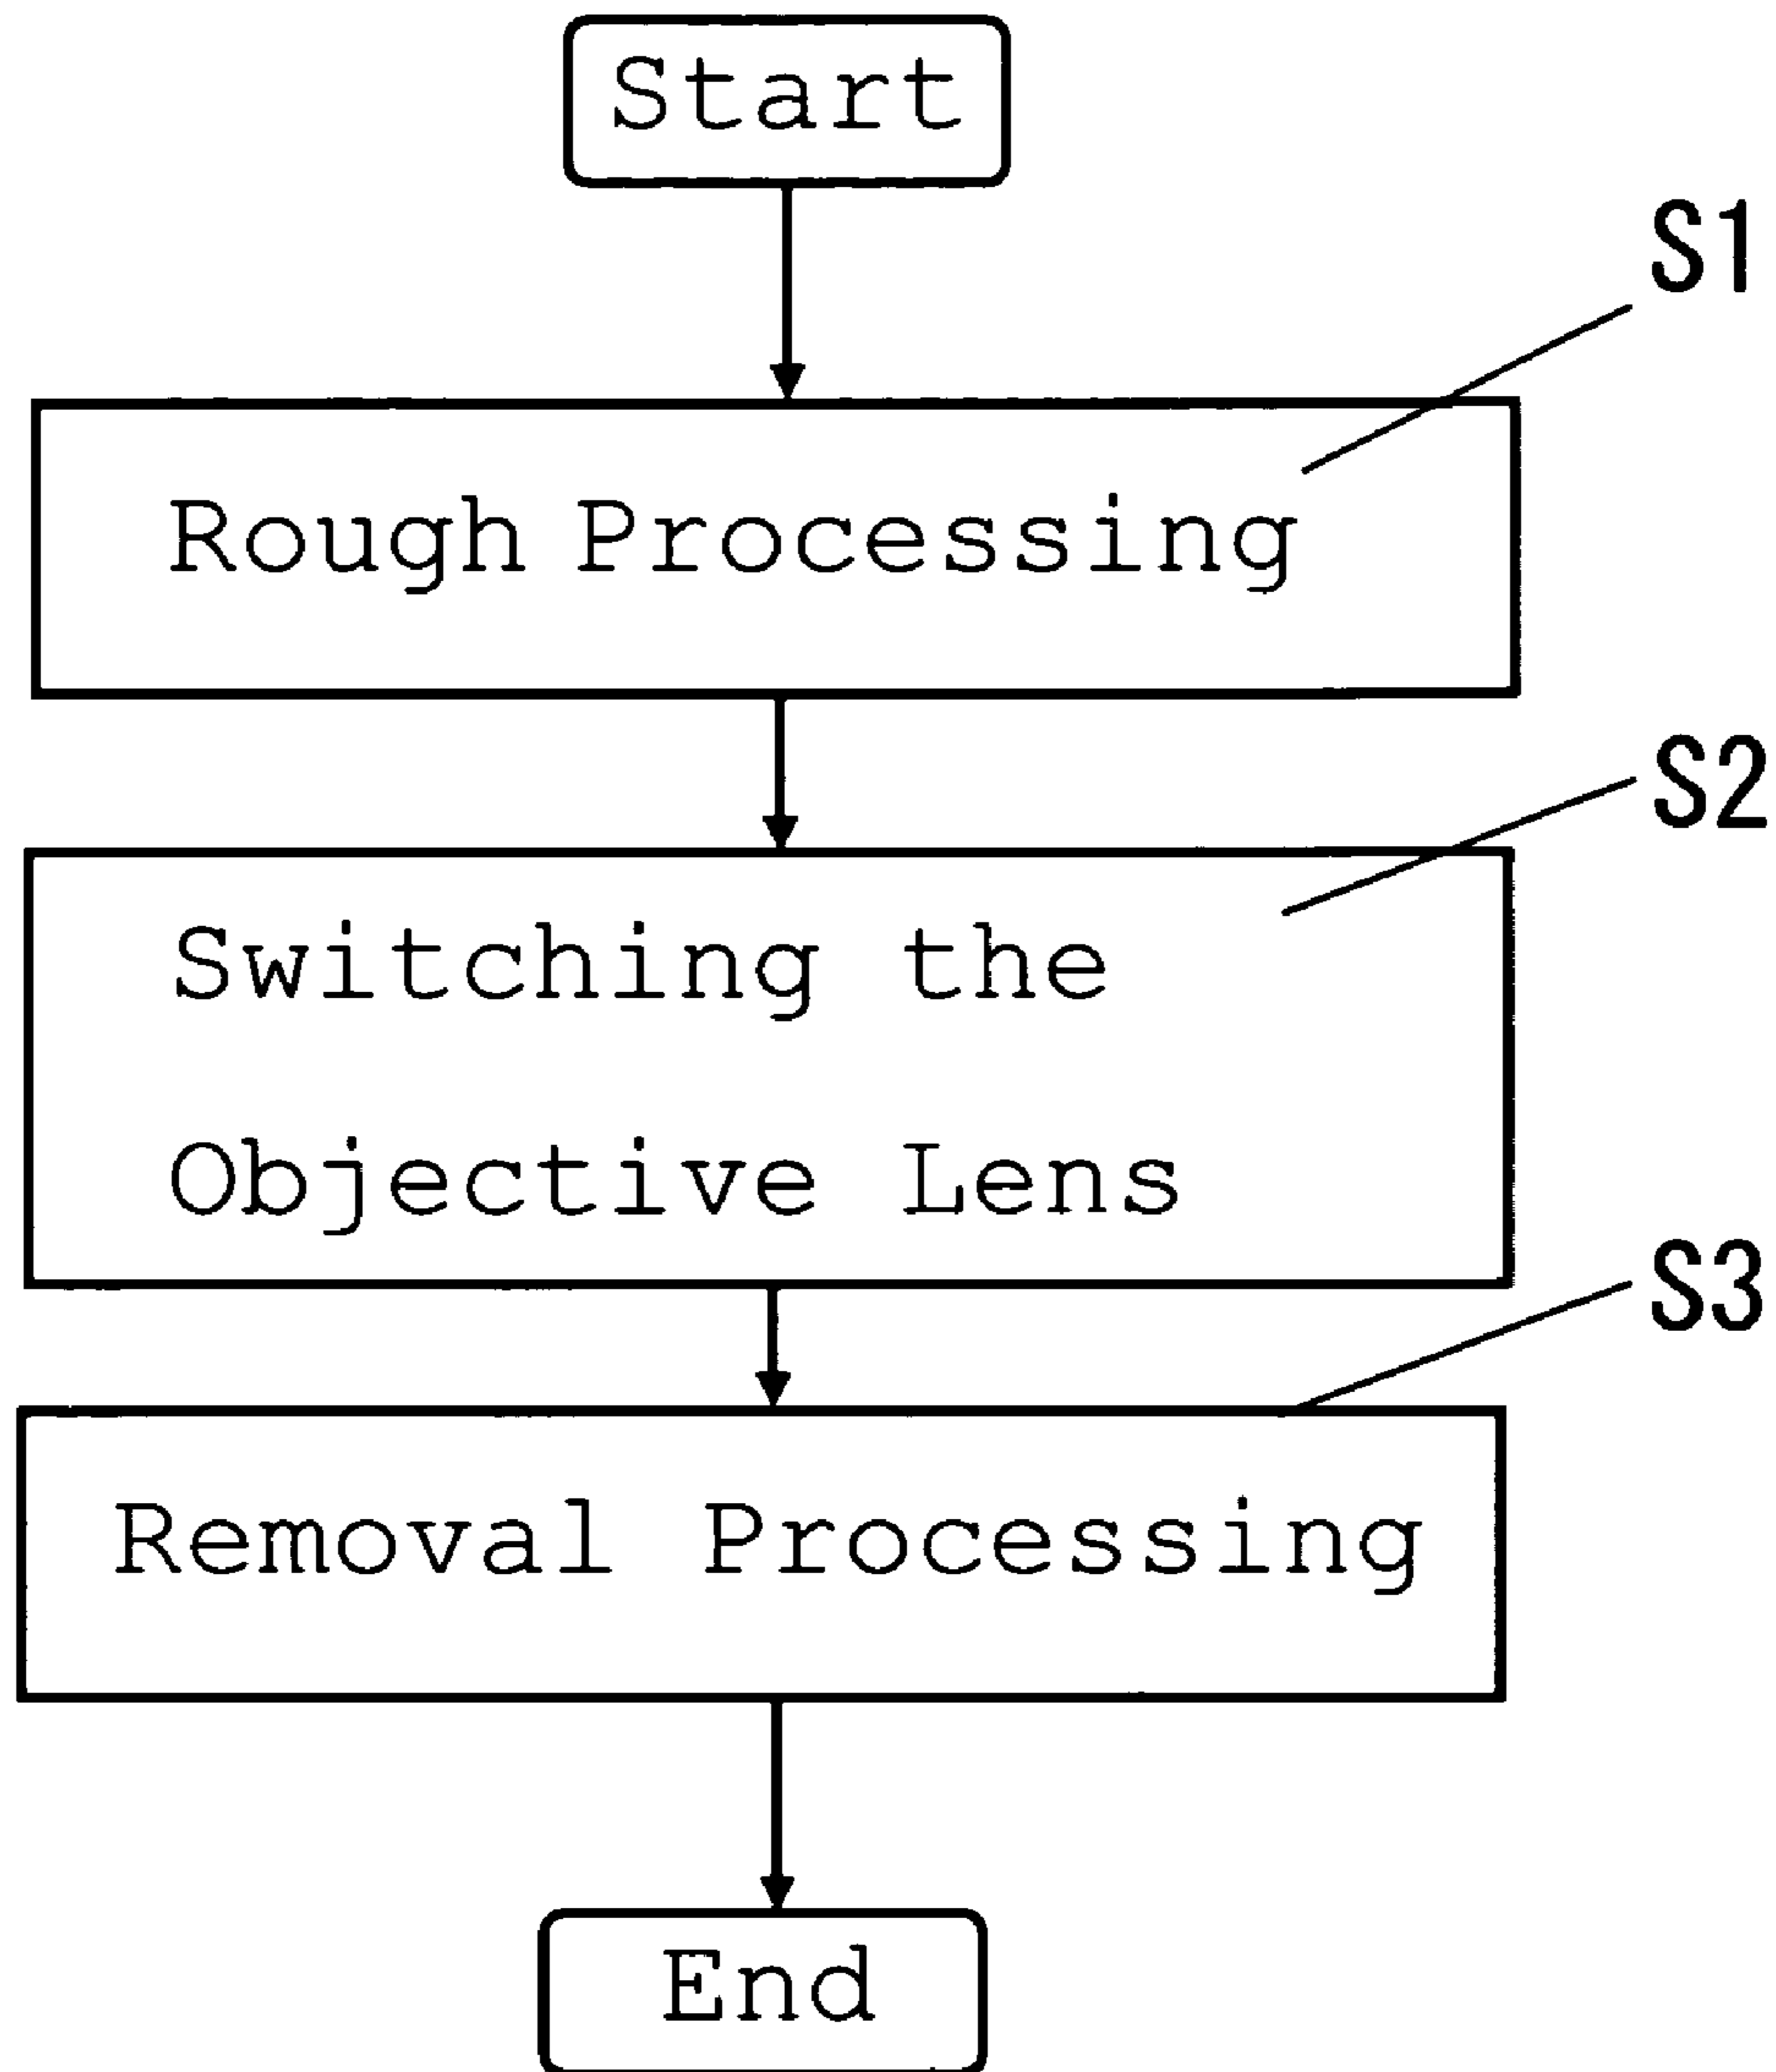 Start
S1
Rough Processing
S2
Switching the
Objective Lens
S3
Removal Processing
End